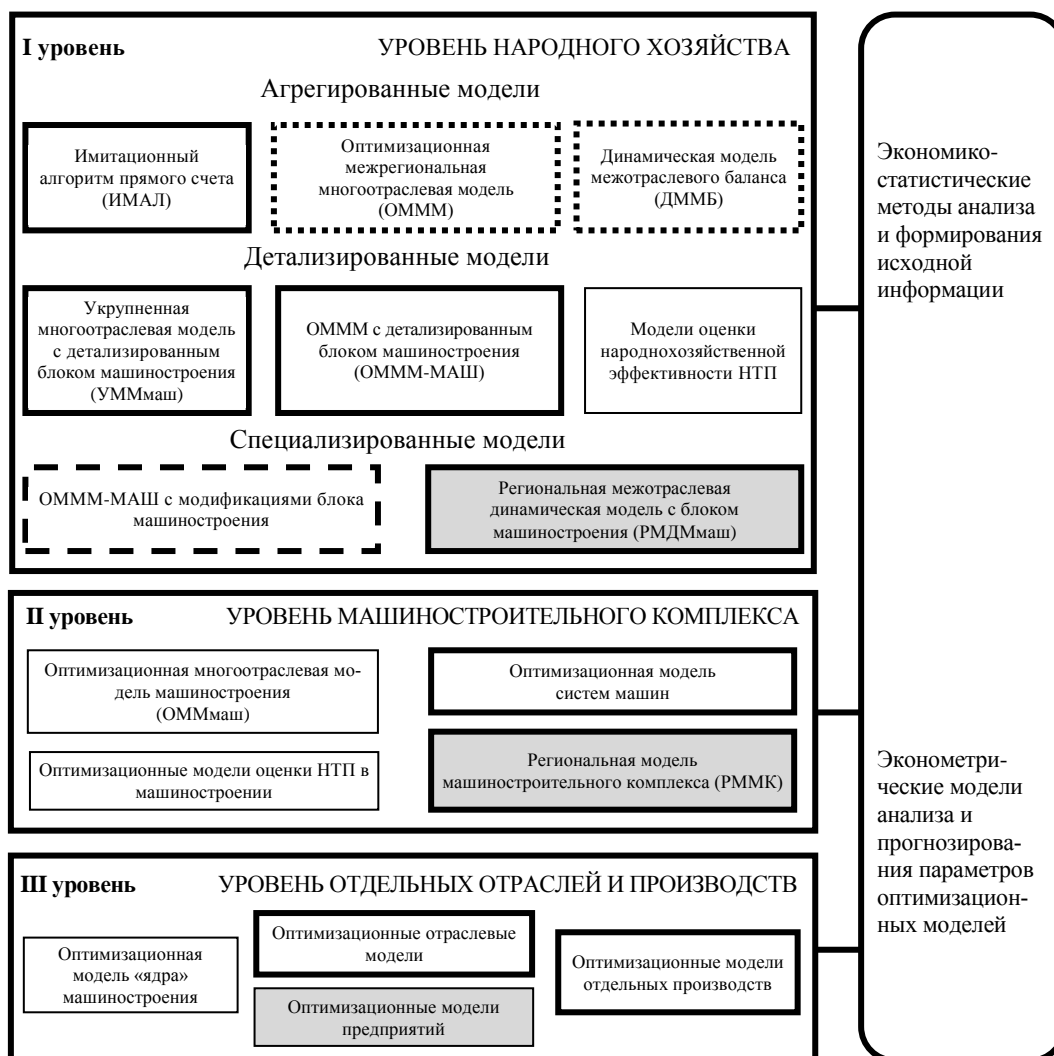 I уровень
УРОВЕНЬ НАРОДНОГО ХОЗЯЙСТВА
Агрегированные модели
Имитационный
алгоритм прямого счета
(ИМАЛ)
Оптимизационная
межрегиональная
многоотраслевая модель
(ОМММ)
Динамическая модель
межотраслевого баланса
(ДММБ)
Детализированные модели
Укрупненная
многоотраслевая модель
с детализированным
блоком машиностроения
(УММмаш)
ОМММ с детализированным
блоком машиностроения
(ОМММ-МАШ)
Модели оценки
народнохозяйственной
эффективности НТП
Специализированные модели
ОМММ-МАШ с модификациями блока
машиностроения
Региональная межотраслевая
динамическая модель с блоком
машиностроения (РМДМмаш)
II уровень
УРОВЕНЬ МАШИНОСТРОИТЕЛЬНОГО КОМПЛЕКСА
Оптимизационная многоотраслевая мо-
дель машиностроения
(ОММмаш)
Оптимизационная модель
систем машин
Оптимизационные модели оценки НТП в
машиностроении
Региональная модель
машиностроительного комплекса (РММК)
III уровень
УРОВЕНЬ ОТДЕЛЬНЫХ ОТРАСЛЕЙ И ПРОИЗВОДСТВ
Оптимизационная
модель «ядра»
машиностроения
Оптимизационные отраслевые
модели
Оптимизационные модели
предприятий
Оптимизационные модели
отдельных производств
Экономико-
статистические
методы анализа
и формирования
исходной
информации
Эконометри-
ческие модели
анализа и
прогнозирова-
ния параметров
оптимизацион-
ных моделей